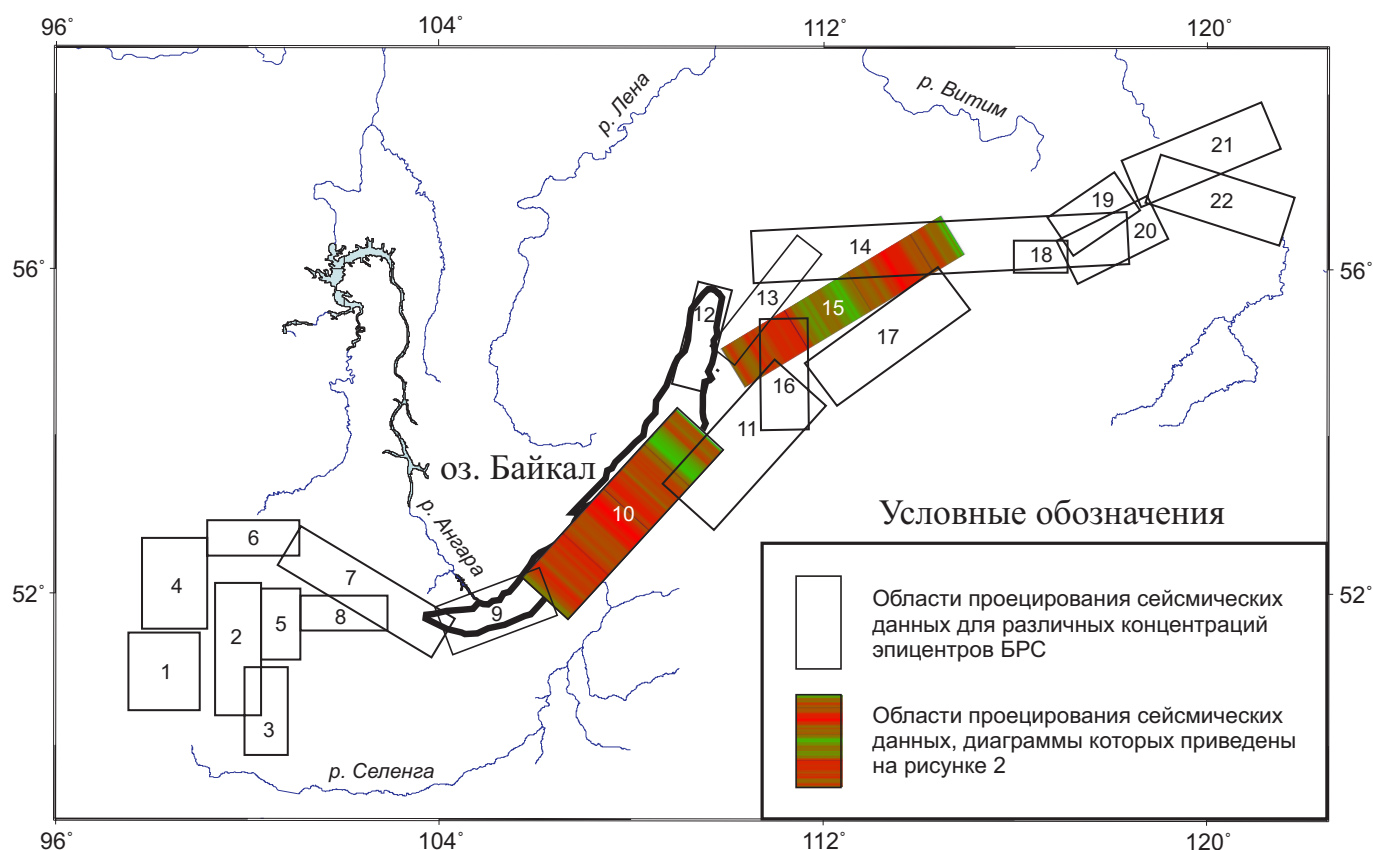 96°
104°
112°
120°
р. Лена
р. Витим
21
19
22
20
14
56°
18
56°
13
12
15
17
16
11
оз. Байкал
10
р. Ангара
Условные обозначения
6
7
4
52°
5
8
9
2
1
3
52°
Области проецирования сейсмических
данных для различных концентраций
эпицентров БРС
Области проецирования сейсмических
данных, диаграммы которых приведены
на рисунке 2
р. Селенга
96°
104°
112°
120°